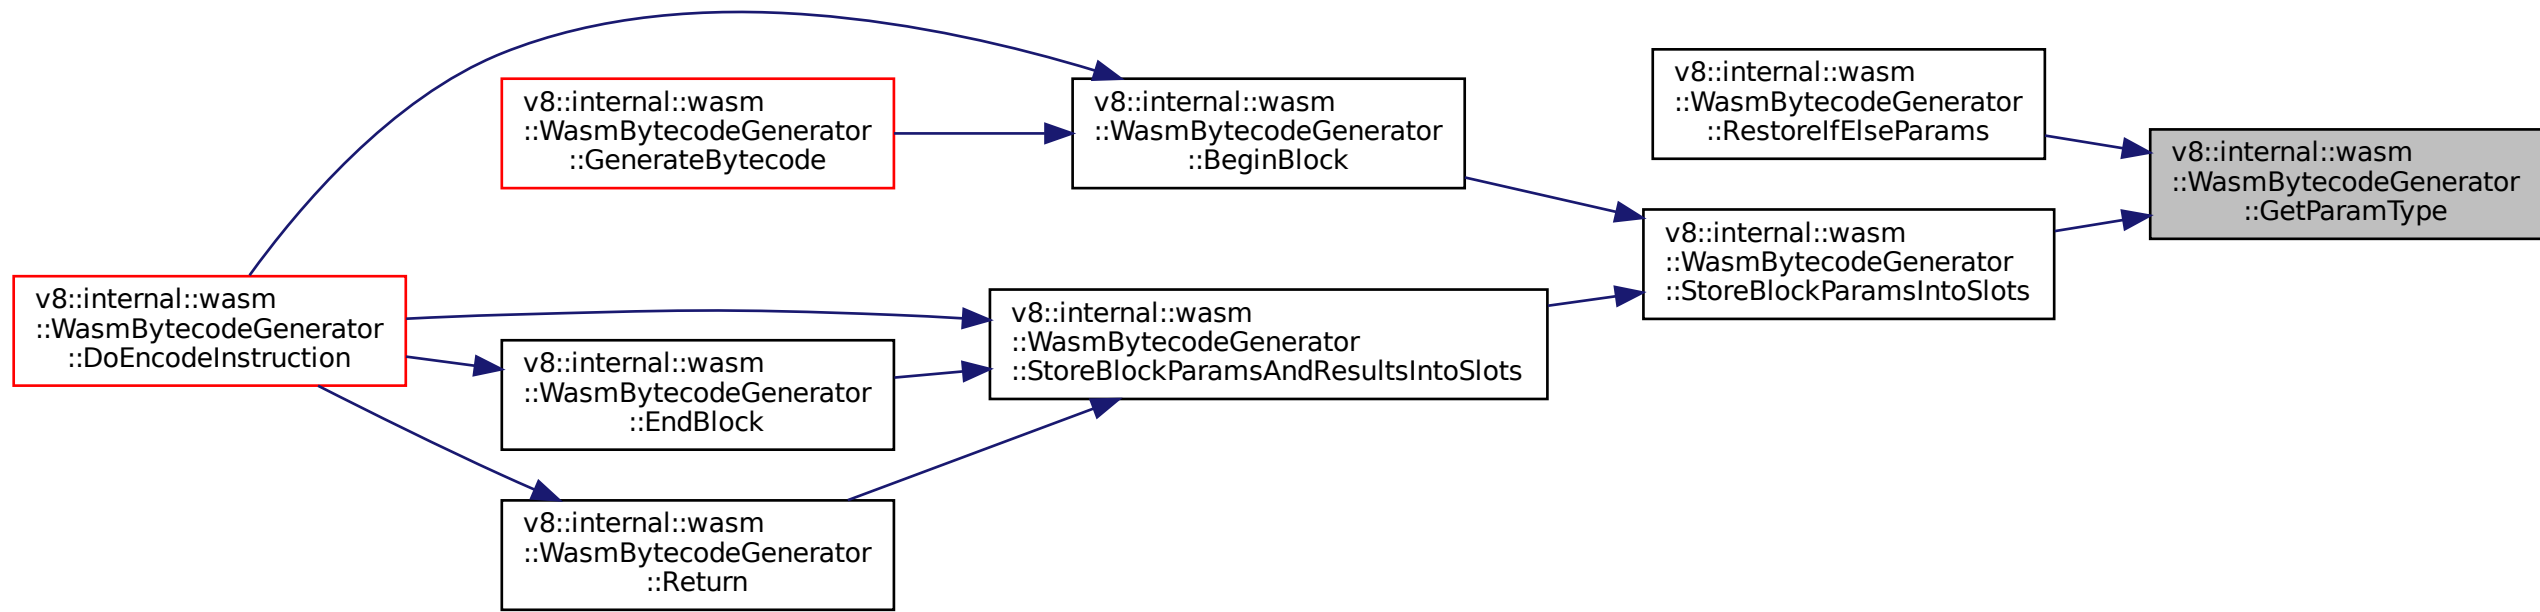 v8::internal::wasm
::WasmBytecodeGenerator
::DoEncodeInstruction
v8::internal::wasm
::WasmBytecodeGenerator
::GenerateBytecode
v8::internal::wasm
::WasmBytecodeGenerator
::EndBlock
v8::internal::wasm
::WasmBytecodeGenerator
::Return
v8::internal::wasm
::WasmBytecodeGenerator
::BeginBlock
v8::internal::wasm
::WasmBytecodeGenerator
::StoreBlockParamsAndResultsIntoSlots
v8::internal::wasm
::WasmBytecodeGenerator
::RestoreIfElseParams
v8::internal::wasm
::WasmBytecodeGenerator
::StoreBlockParamsIntoSlots
v8::internal::wasm
::WasmBytecodeGenerator
::GetParamType